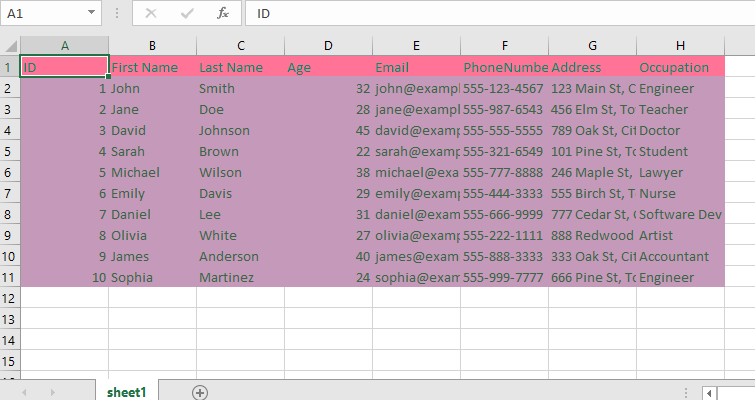 A1 fx ID
A B C D E F G H
1 ID First Name Last Name Age Email PhoneNumbe Address Occupation
2 1 John Smith 32 john@exampl 555-123-4567 123 Main St, C Engineer
3 2 Jane Doe 28 jane@exampl 555-987-6543 456 Elm St, To Teacher
4 3 David Johnson 45 david@exam 555-555-5555 789 Oak St, Cit Doctor
5 4 Sarah Brown 22 sarah@exam 555-321-6549 101 Pine St, To Student
6 5 Michael Wilson 38 michael@exa 555-777-8888 246 Maple St, Lawyer
7 6 Emily Davis 29 emily@exam 555-444-3333 555 Birch St, T Nurse
8 7 Daniel Lee 31 daniel@exam 555-666-9999 777 Cedar St, Software Dev
9 8 Olivia White 27 olivia@exam 555-222-1111 888 Redwood Artist
10 9 James Anderson 40 james@exam 555-888-3333 333 Oak St, Cit Accountant
11 10 Sophia Martinez 24 sophia@exam 555-999-7777 666 Pine St, To Engineer
12
13
14
15
sheet1